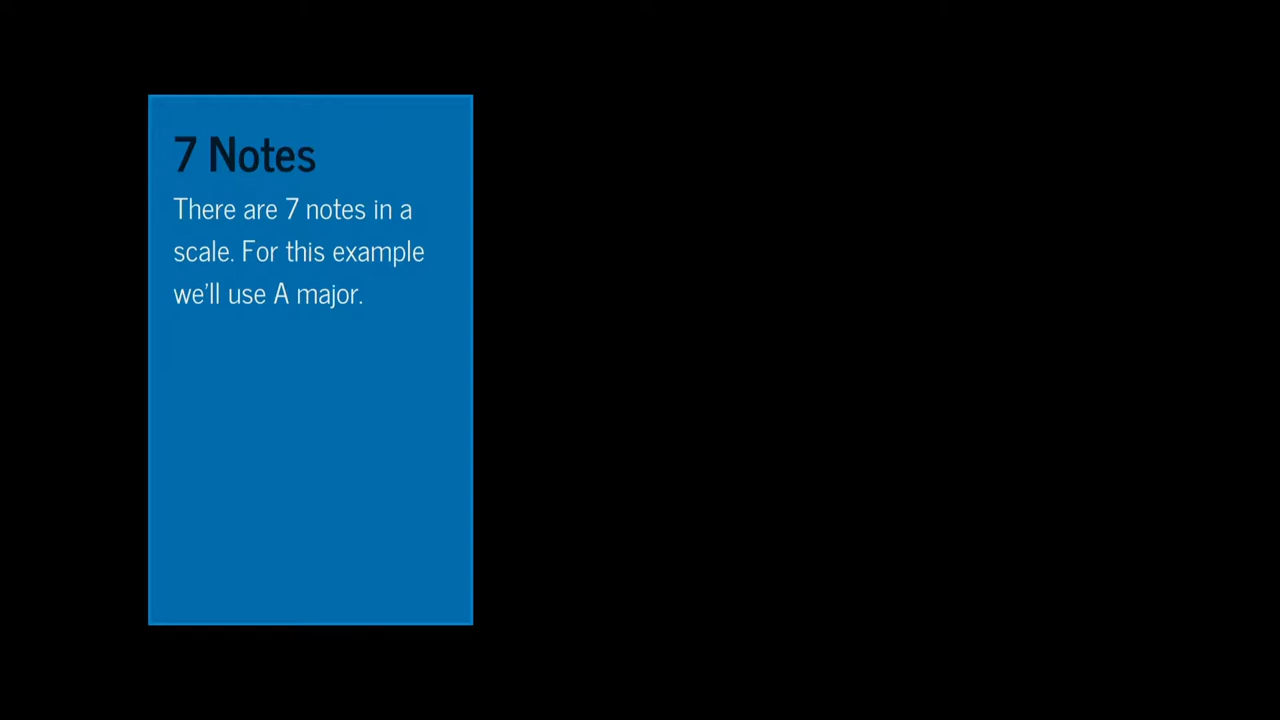 7 Notes
There are 7 notes in a
scale. For this example
we’ll use A major.